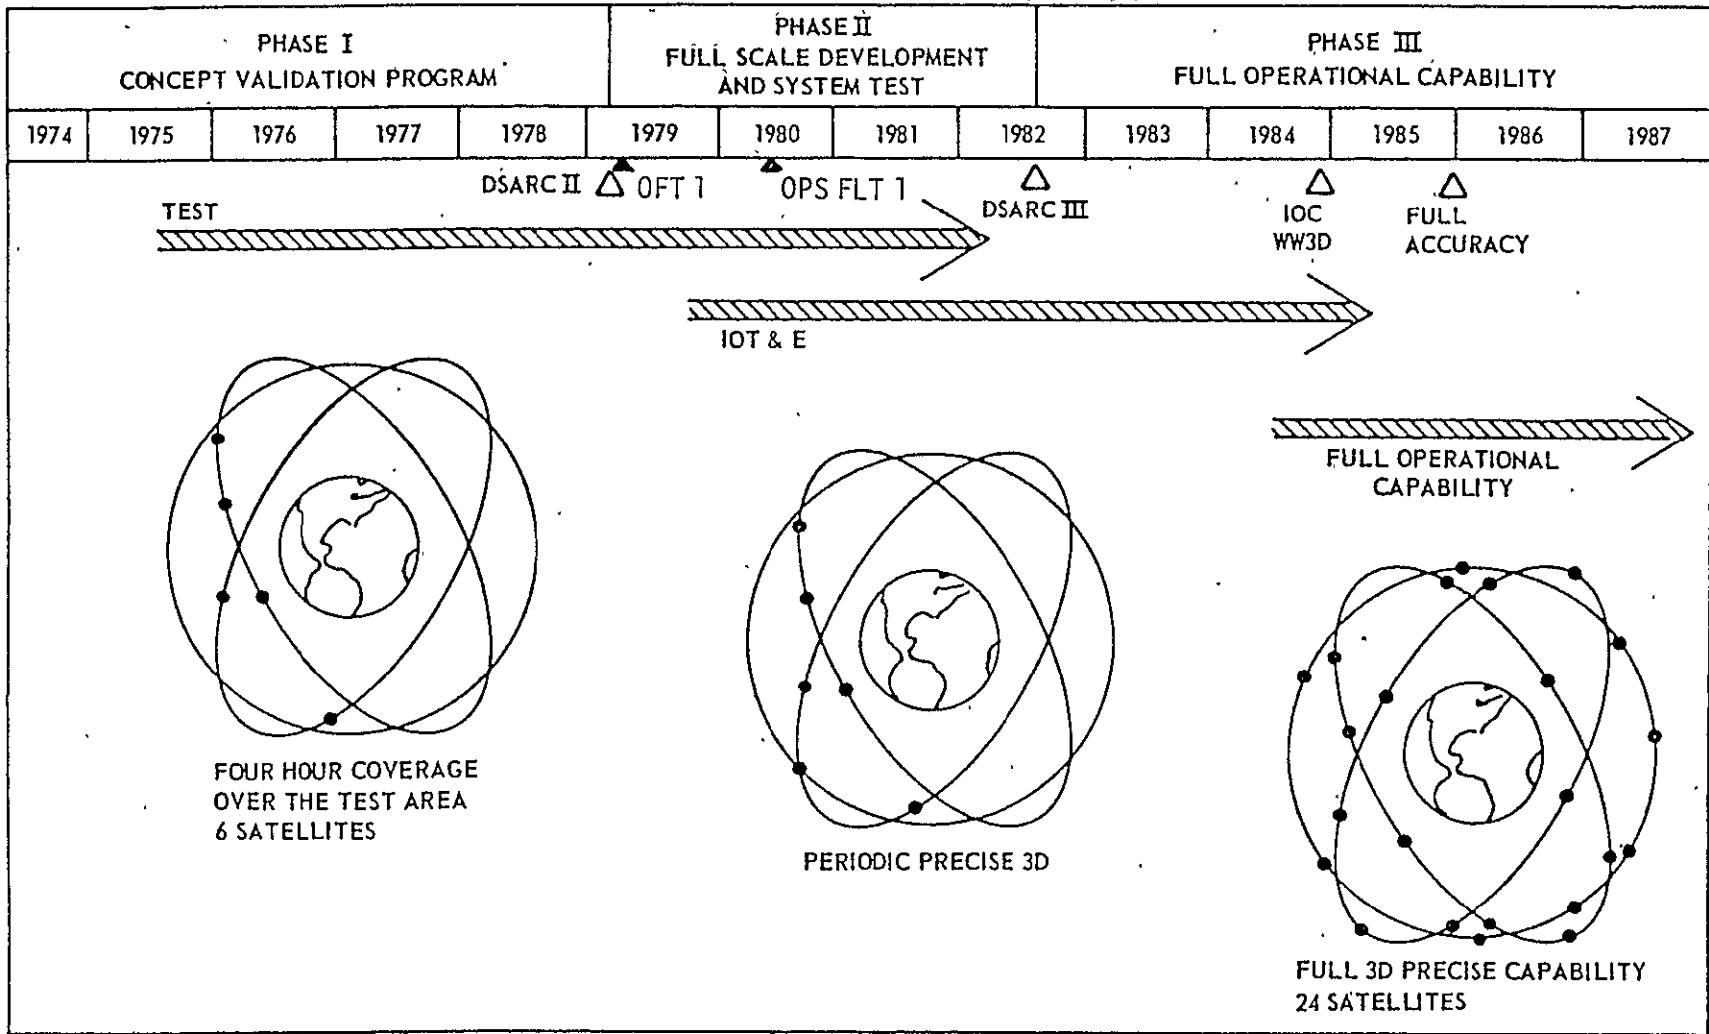 PHASE I
CONCEPT VALIDATION PROGRAM
PHASE II
FULL SCALE DEVELOPMENT
AND SYSTEM TEST
PHASE III
FULL OPERATIONAL CAPABILITY
1974 1975 1976 1977 1978 1979 1980 1981 1982 1983 1984 1985 1986 1987
DSARC II OFT 1 OPS FLT 1
DSARC III
IOC
WW3D
FULL
ACCURACY
TEST
IOT & E
FULL OPERATIONAL
CAPABILITY
FOUR HOUR COVERAGE
OVER THE TEST AREA
6 SATELLITES
PERIODIC PRECISE 3D
FULL 3D PRECISE CAPABILITY
24 SATELLITES